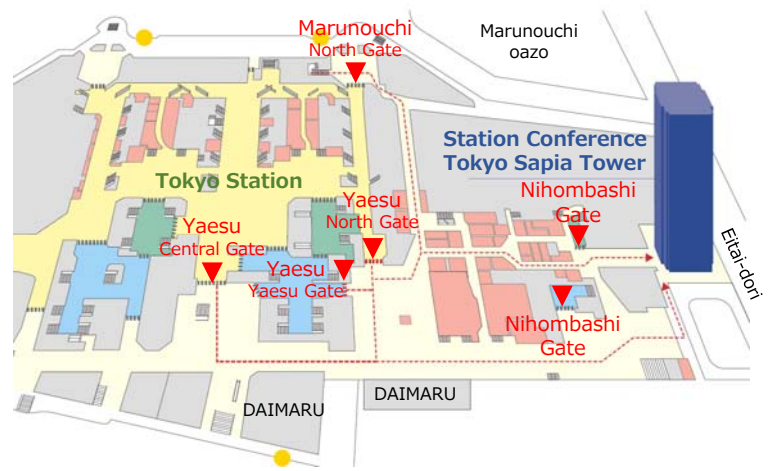 Marunouchi
North Gate
Marunouchi
oazo
Station Conference
Tokyo Sapia Tower
Tokyo Station
Nihombashi
Gate
Yaesu
North Gate
Yaesu
Central Gate
Yaesu
Yaesu Gate
Eitai-dori
Nihombashi
Gate
DAIMARU
DAIMARU